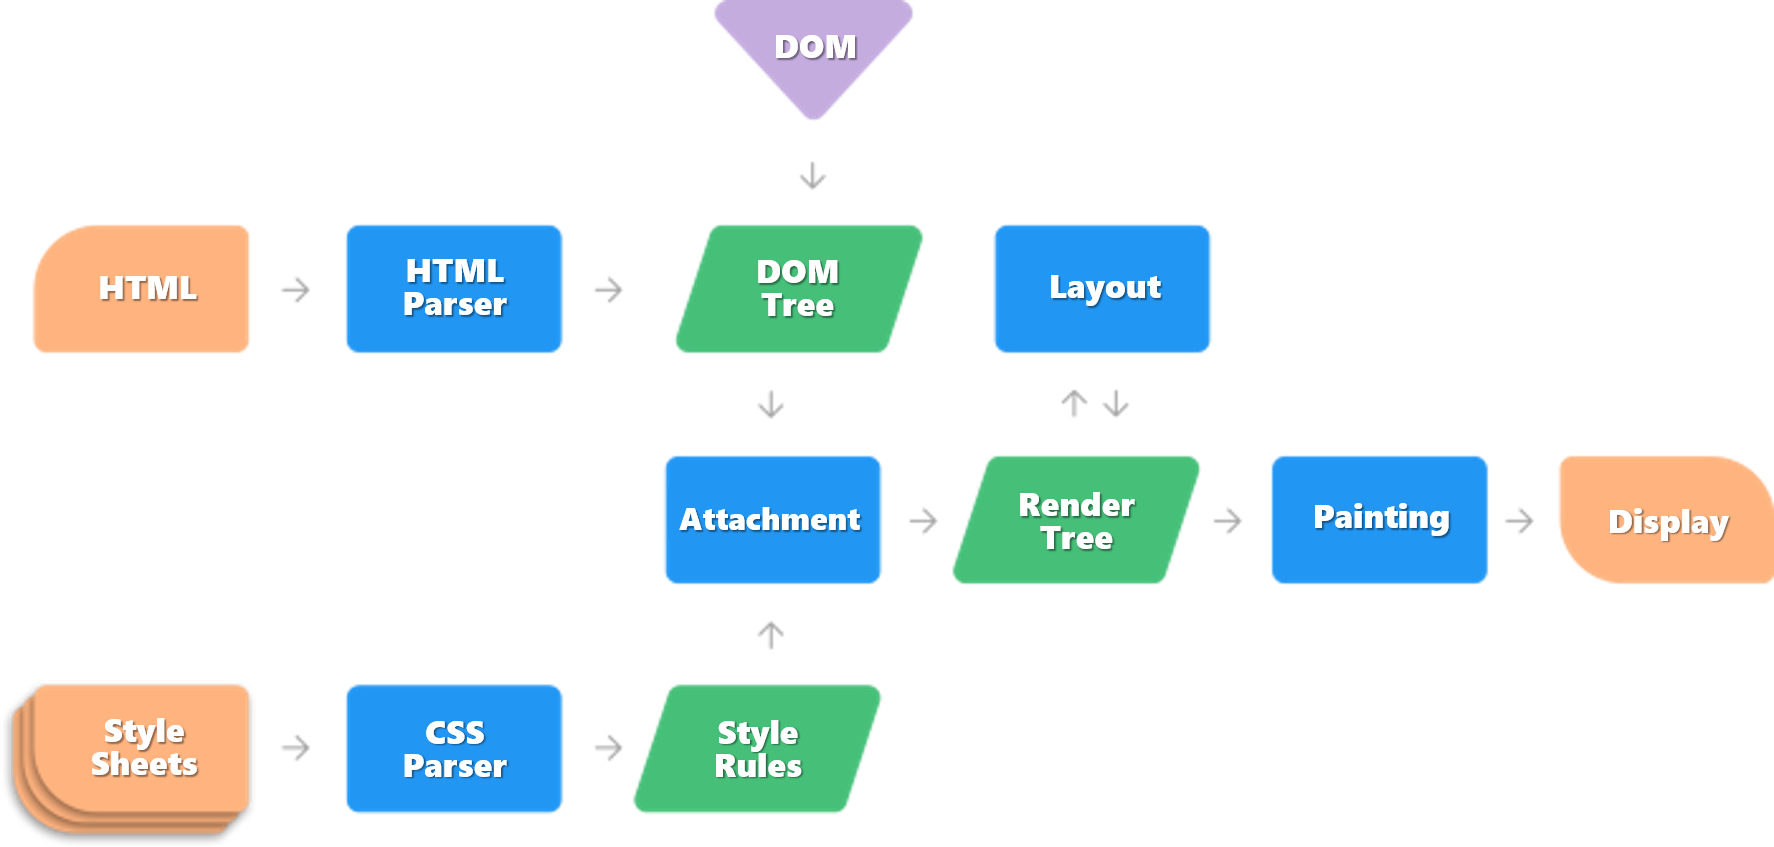 DOM
HTML
HTML
Parser
DOM
Tree
Layout
Attachment
Render
Tree
Painting
Display
Style
Sheets
CSS
Parser
Style
Rules